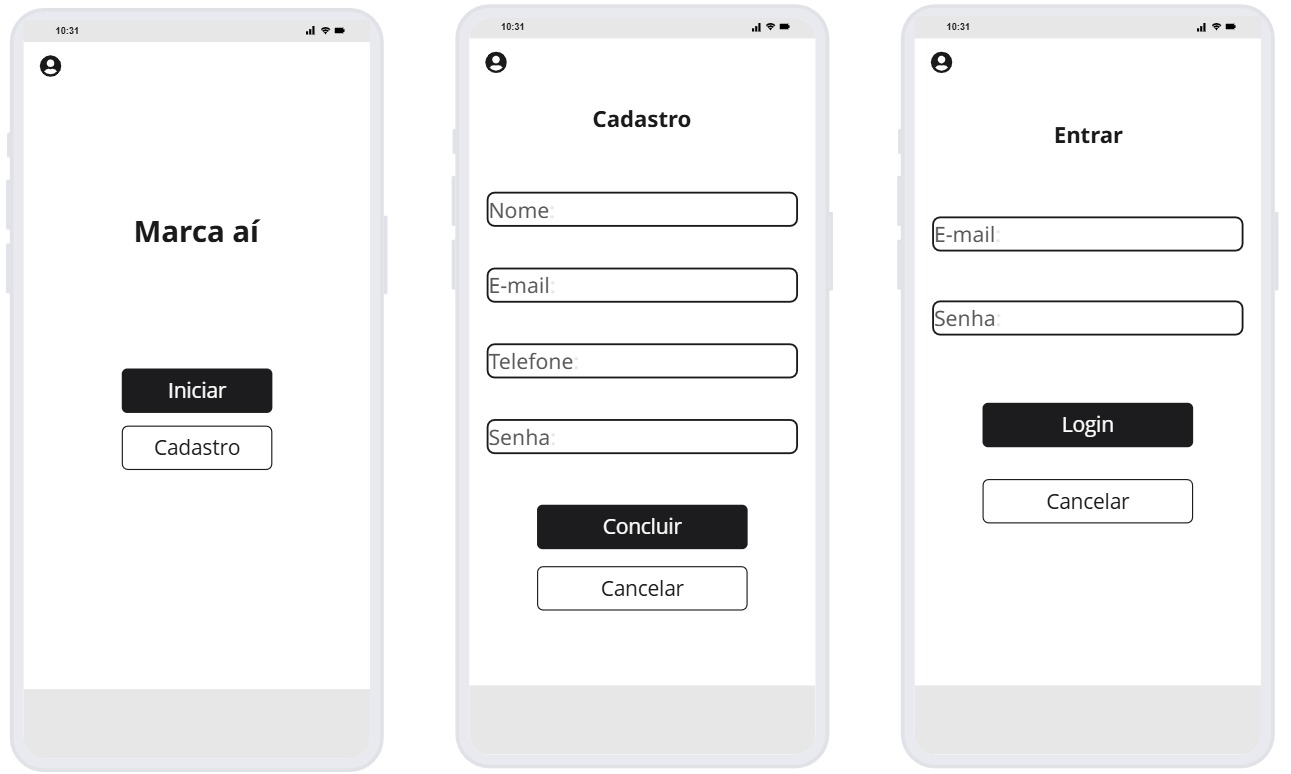 10:31
Marca aí
Iniciar
Cadastro
10:31
Cadastro
Nome:
E-mail:
Telefone:
Senha:
Concluir
Cancelar
10:31
Entrar
E-mail:
Senha:
Login
Cancelar